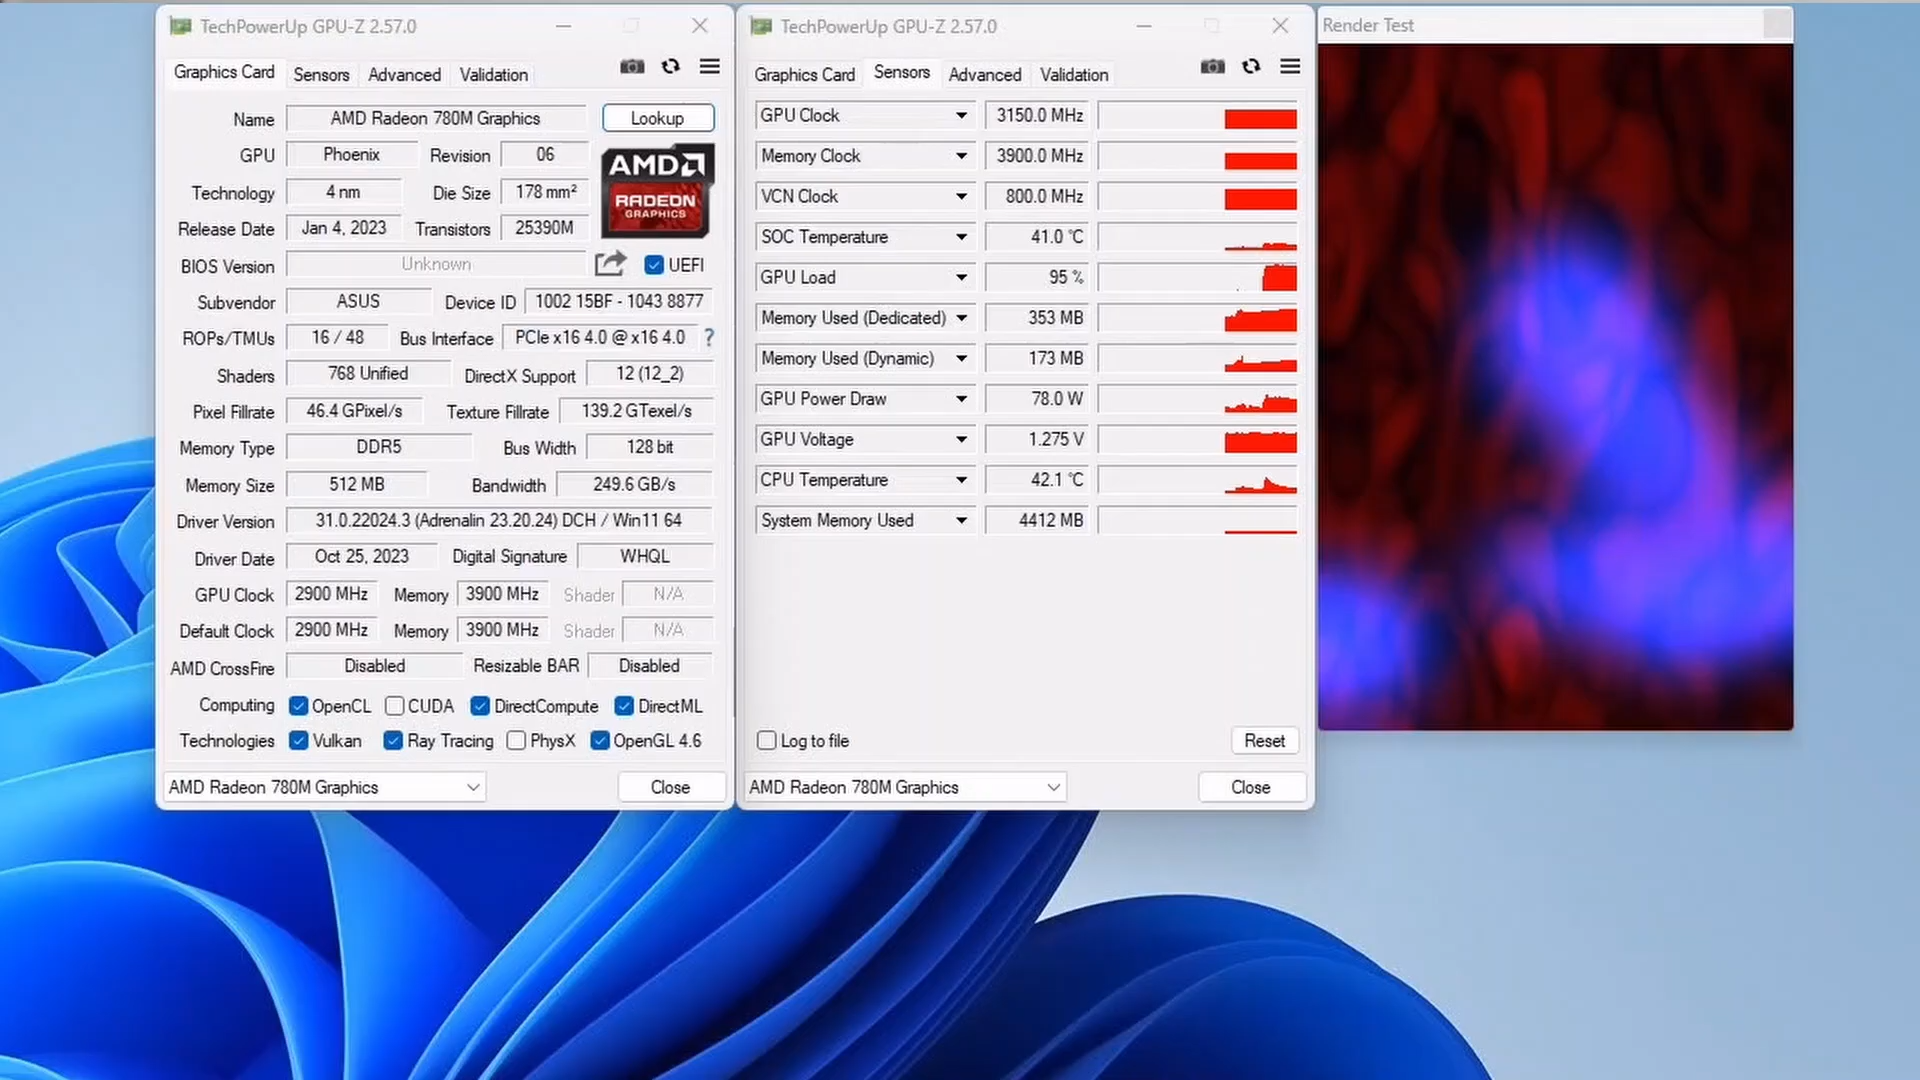 TechPowerUp GPU-Z 2.57.0
Graphics Card Sensors Advanced Validation
Name AMD Radeon 780M Graphics Lookup
GPU Phoenix Revision 06
Technology 4 nm Die Size 178 mm²
Release Date Jan 4, 2023 Transistors 25390M
AMD
RADEON
GRAPHICS
BIOS Version Unknown UEFI
Subvendor ASUS Device ID 1002 15BF - 1043 8877
ROPs/TMUs 16 / 48 Bus Interface PCIe x16 4.0 @ x16 4.0 ?
Shaders 768 Unified DirectX Support 12 (12_2)
Pixel Fillrate 46.4 GPixel/s Texture Fillrate 139.2 GTexel/s
Memory Type DDR5 Bus Width 128 bit
Memory Size 512 MB Bandwidth 249.6 GB/s
Driver Version 31.0.22024.3 (Adrenalin 23.20.24) DCH / Win11 64
Driver Date Oct 25, 2023 Digital Signature WHQL
GPU Clock 2900 MHz Memory 3900 MHz Shader N/A
Default Clock 2900 MHz Memory 3900 MHz Shader N/A
AMD CrossFire Disabled Resizable BAR Disabled
Computing OpenCL CUDA DirectCompute DirectML
Technologies Vulkan Ray Tracing PhysX OpenGL 4.6
AMD Radeon 780M Graphics Close
TechPowerUp GPU-Z 2.57.0
Graphics Card Sensors Advanced Validation
GPU Clock 3150.0 MHz
Memory Clock 3900.0 MHz
VCN Clock 800.0 MHz
SOC Temperature 41.0 °C
GPU Load 95 %
Memory Used (Dedicated) 353 MB
Memory Used (Dynamic) 173 MB
GPU Power Draw 78.0 W
GPU Voltage 1.275 V
CPU Temperature 42.1 °C
System Memory Used 4412 MB
Log to file Reset
AMD Radeon 780M Graphics Close
Render Test